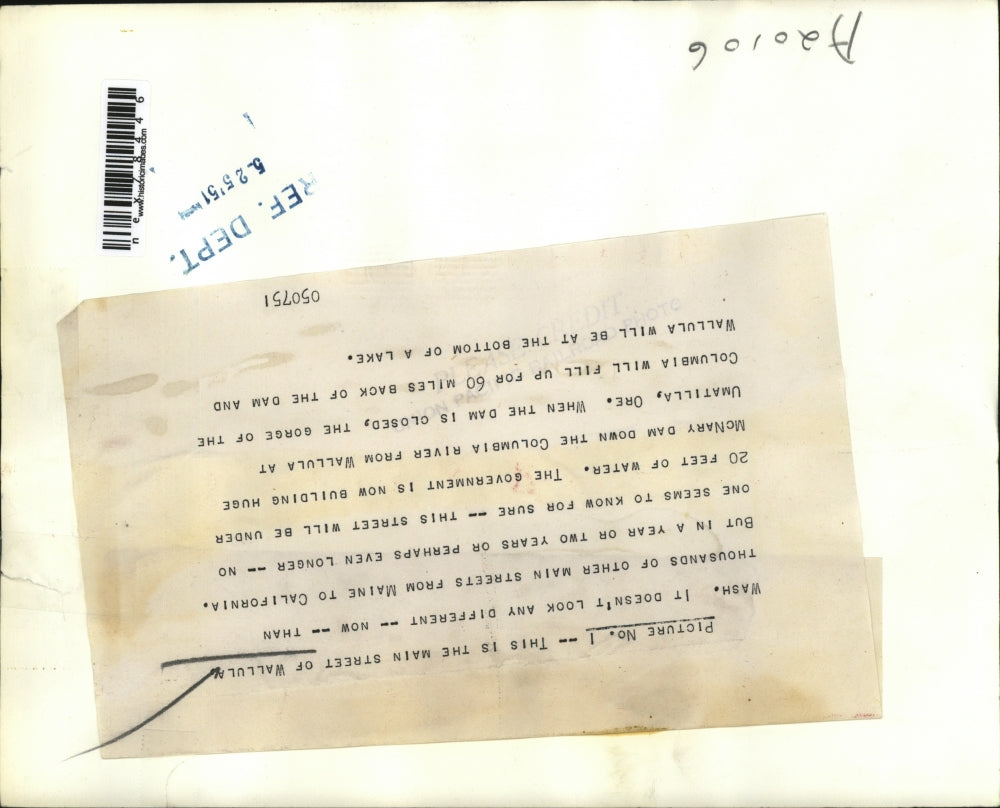 PICTURE NO. 1 -- THIS IS THE MAIN STREET OF WALLULA
WASH. IT DOESN'T LOOK ANY DIFFERENT -- NOW -- THAN
THOUSANDS OF OTHER MAIN STREETS FROM MAINE TO CALIFORNIA.
BUT IN A YEAR OR TWO YEARS OR PERHAPS EVEN LONGER -- NO
ONE SEEMS TO KNOW FOR SURE -- THIS STREET WILL BE UNDER
20 FEET OF WATER. THE GOVERNMENT IS NOW BUILDING HUGE
MCNARY DAM DOWN THE COLUMBIA RIVER FROM WALLULA AT
UMATILLA, ORE. WHEN THE DAM IS CLOSED, THE GORGE OF THE
COLUMBIA WILL FILL UP FOR 60 MILES BACK OF THE DAM AND
WALLULA WILL BE AT THE BOTTOM OF A LAKE.
050751
REF. DEPT.
5-25'51
A20106
www.historicimages.com
nex78446